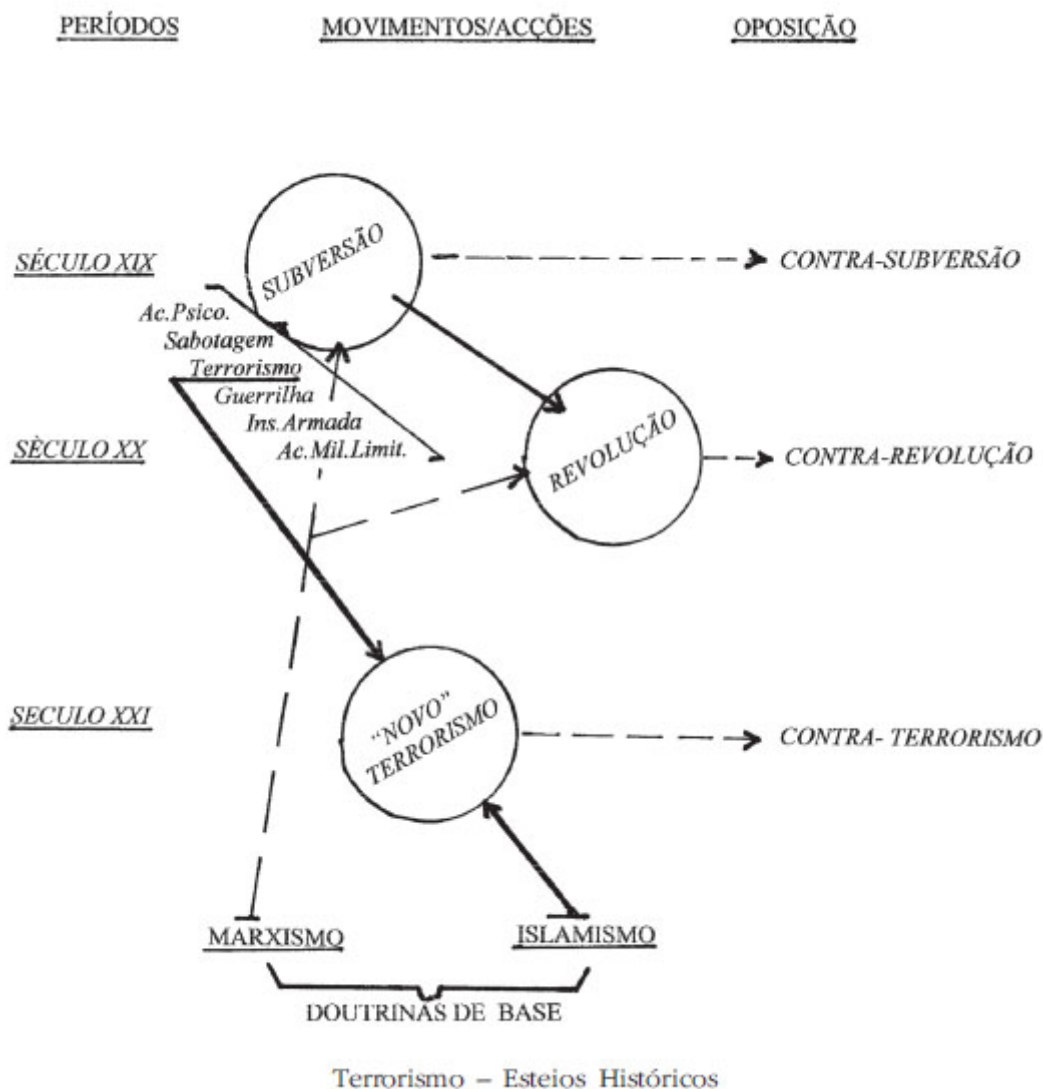 PERÍODOS MOVIMENTOS/ACÇÕES OPOSIÇÃO
SUBVERSÃO
SÉCULO XIX CONTRA-SUBVERSÃO
Ac.Psico.
Sabotagem
Terrorismo
Guerrilha
Ins.Armada
Ac.Mil.Limit.
SÈCULO XX CONTRA-REVOLUÇÃO
REVOLUÇÃO
SECULO XXI CONTRA- TERRORISMO
“NOVO”
TERRORISMO
MARXISMO ISLAMISMO
DOUTRINAS DE BASE
Terrorismo – Esteios Históricos